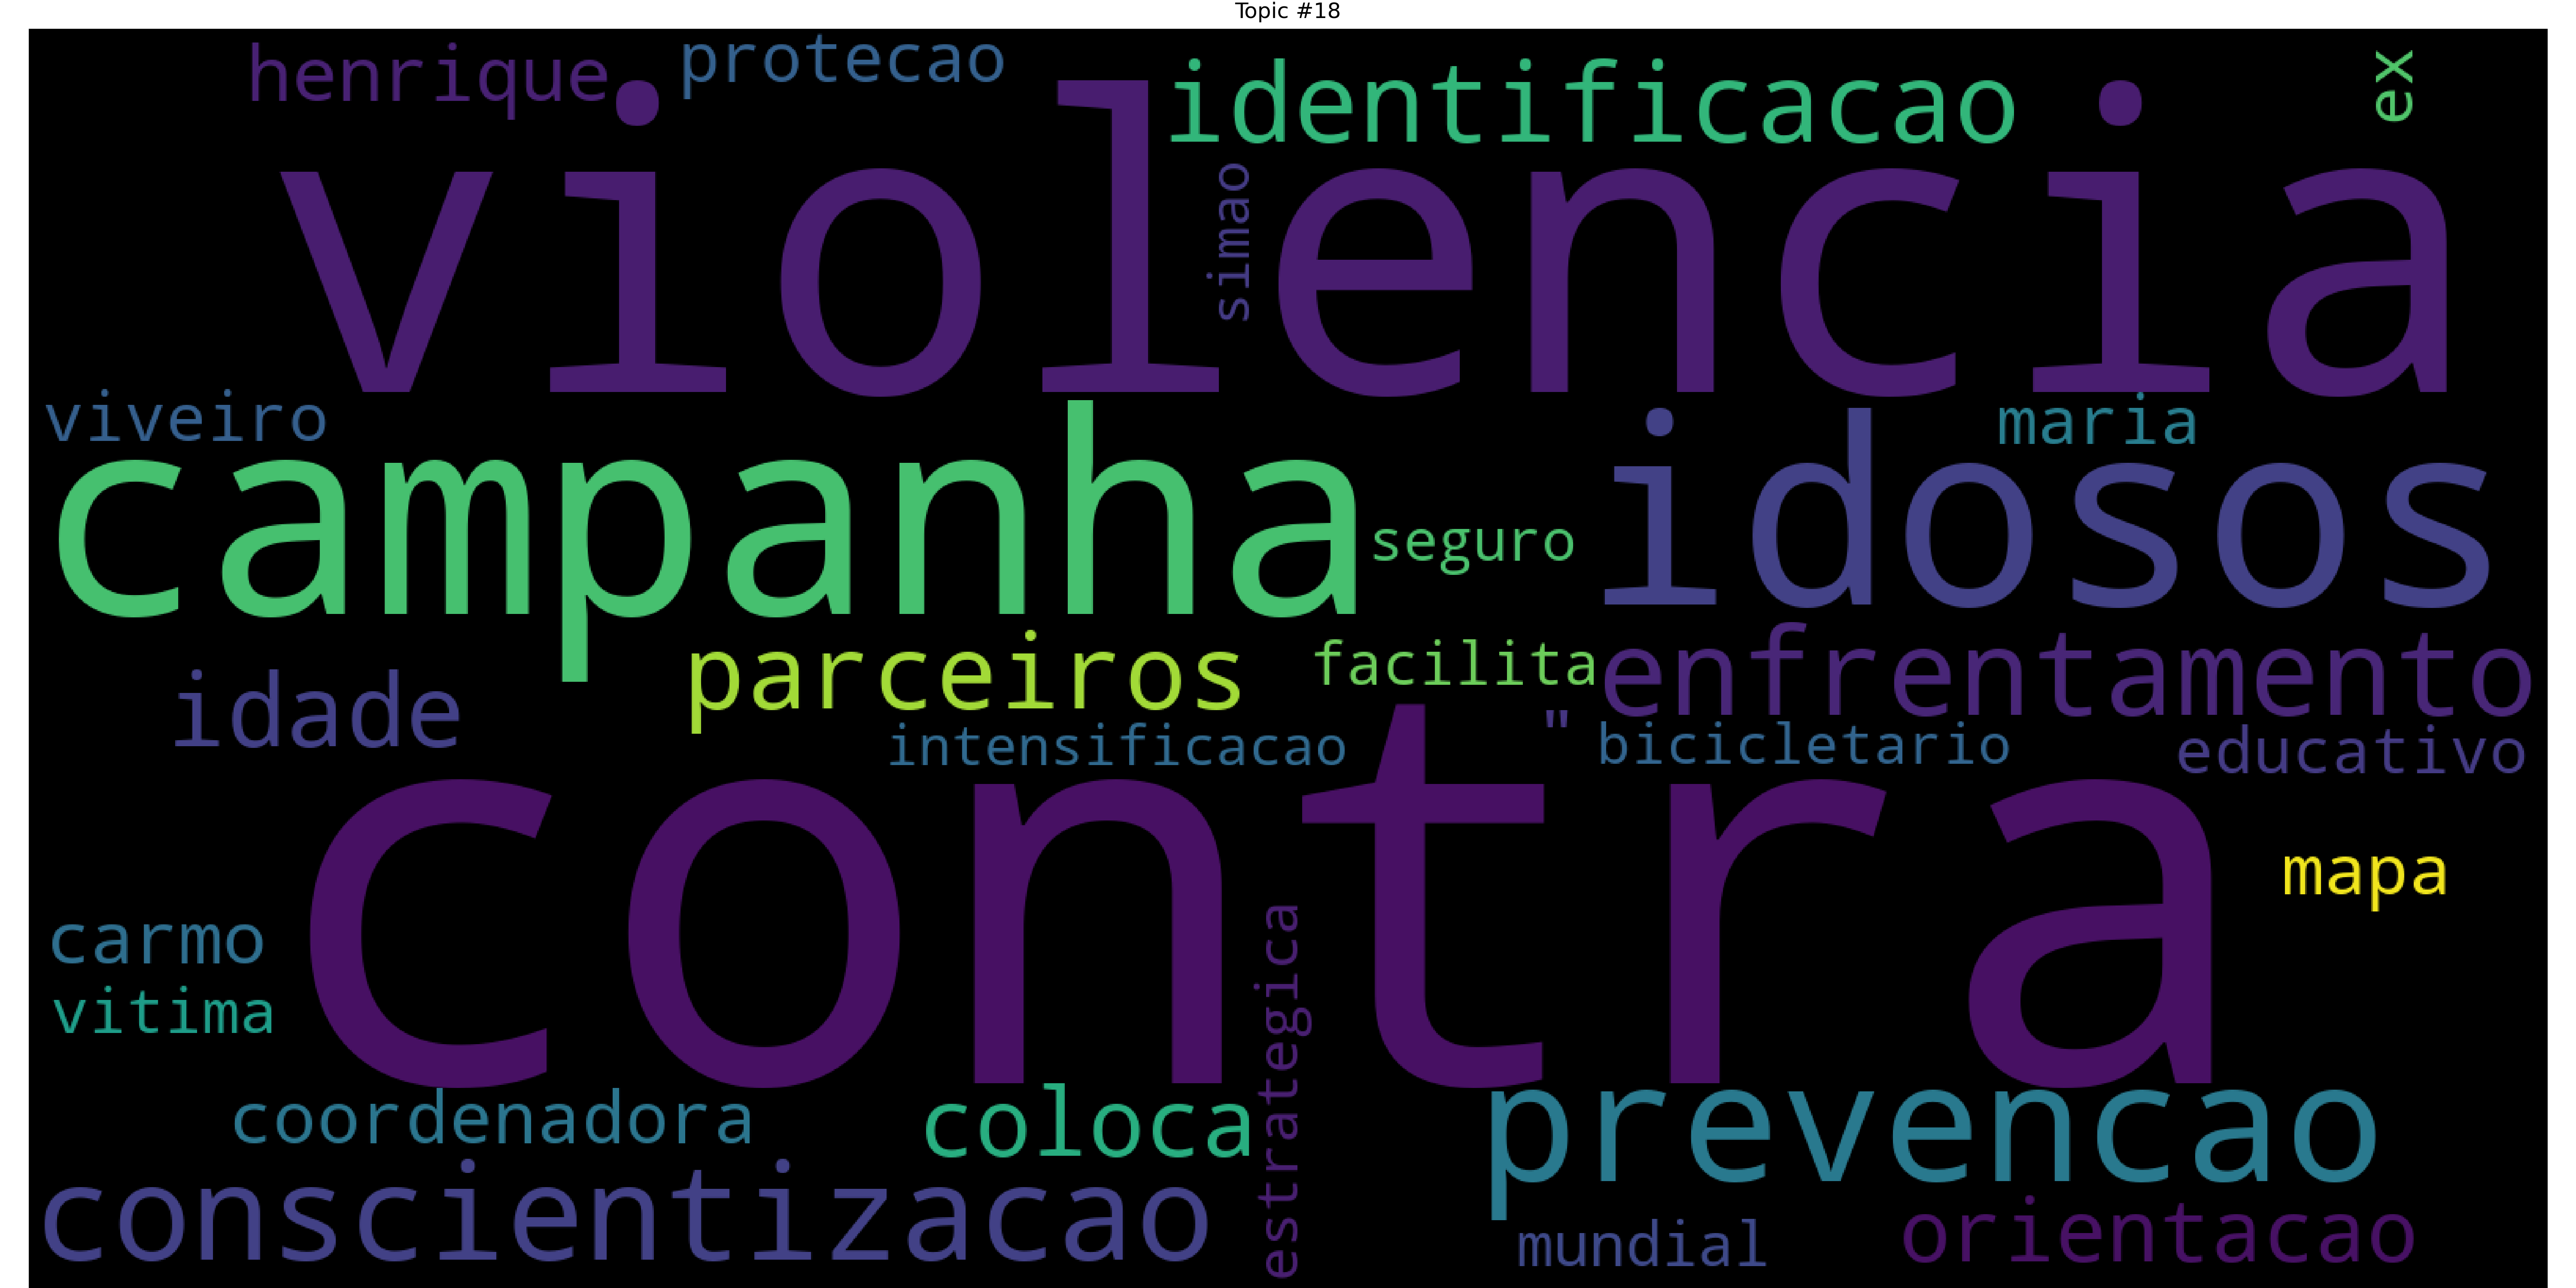 Topic #18
henrique
protecao
identificacao
ex
violencia
simao
viveiro
maria
campanha
idosos
seguro
parceiros
facilita
enfrentamento
idade
intensificacao
"
bicicletario
educativo
contra
mapa
carmo
vitima
estrategica
coordenadora
coloca
prevencao
conscientizacao
mundial
orientacao